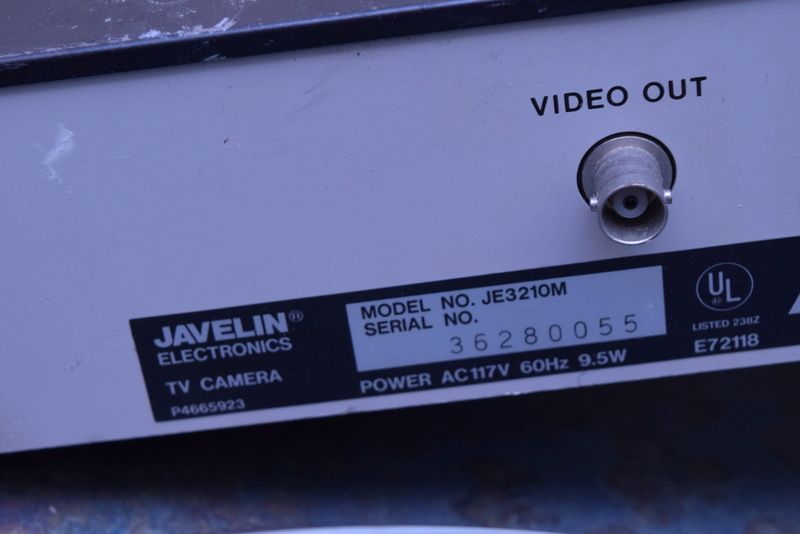 VIDEO OUT
JAVELIN®
ELECTRONICS
TV CAMERA
P4665923
MODEL NO. JE3210M
SERIAL NO.
36280055
POWER AC117V 60Hz 9.5W
UL
LISTED 238Z
E72118